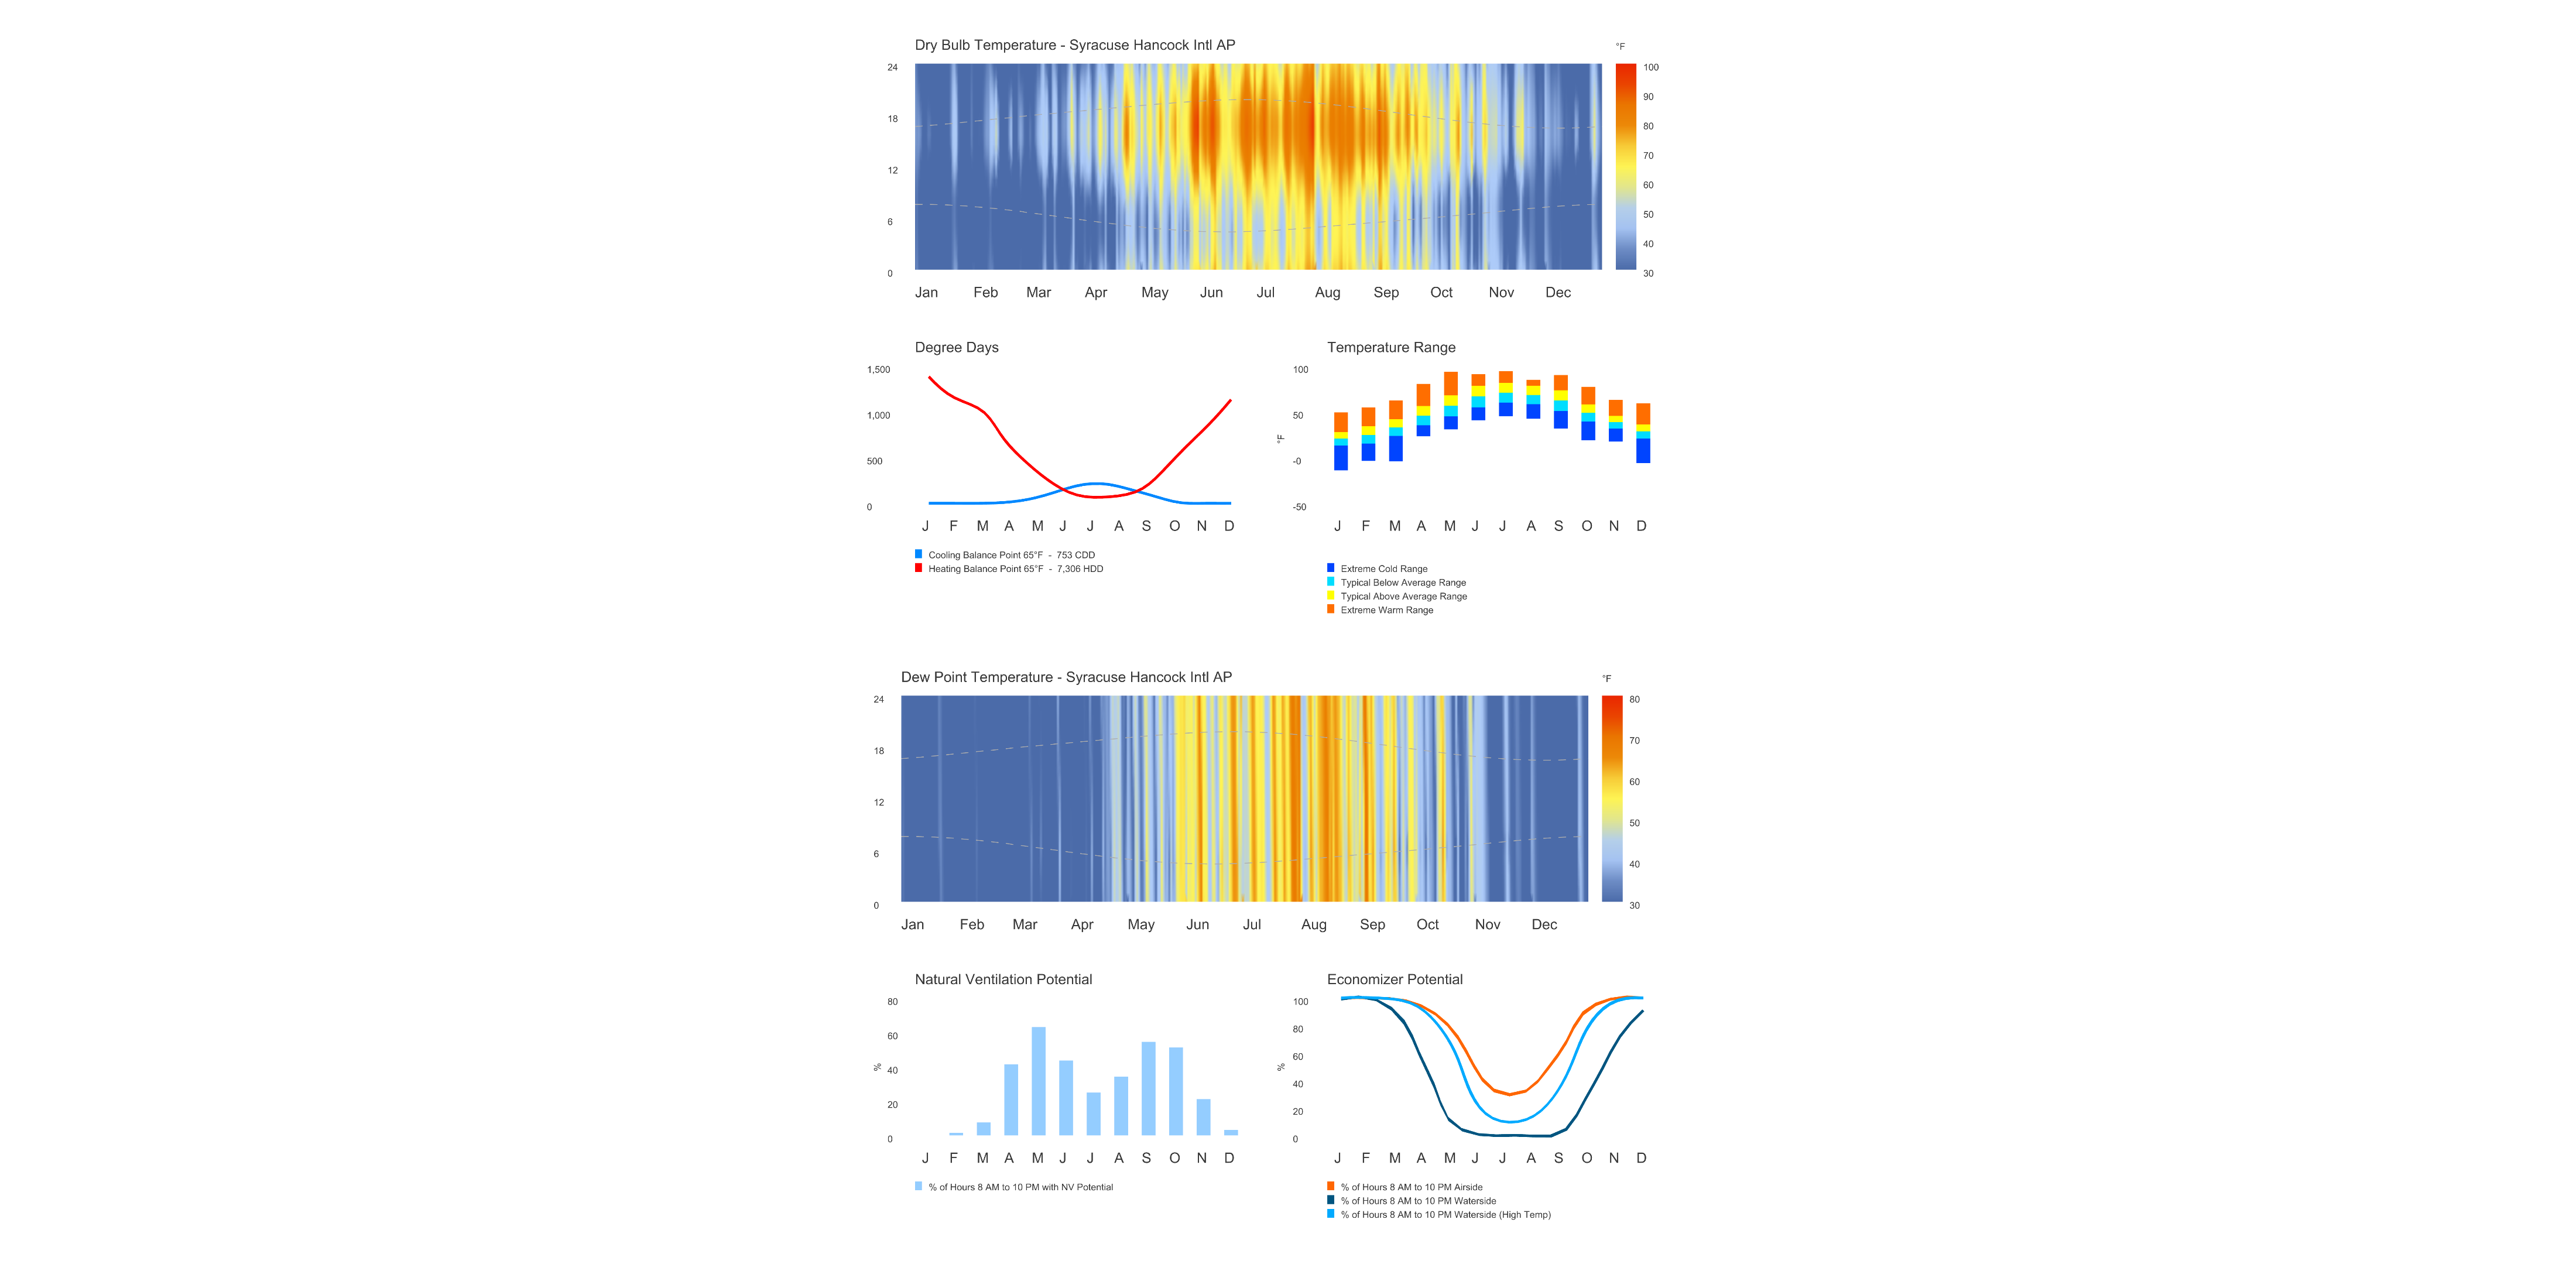 Dry Bulb Temperature - Syracuse Hancock Intl AP
°F
24
18
12
6
0
100
90
80
70
60
50
40
30
Jan Feb Mar Apr May Jun Jul Aug Sep Oct Nov Dec
Degree Days
1,500
1,000
500
0
J F M A M J J A S O N D
Cooling Balance Point 65°F - 753 CDD
Heating Balance Point 65°F - 7,306 HDD
Temperature Range
100
50
°F
-0
-50
J F M A M J J A S O N D
Extreme Cold Range
Typical Below Average Range
Typical Above Average Range
Extreme Warm Range
Dew Point Temperature - Syracuse Hancock Intl AP
°F
24
18
12
6
0
80
70
60
50
40
30
Jan Feb Mar Apr May Jun Jul Aug Sep Oct Nov Dec
Natural Ventilation Potential
80
60
%
40
20
0
J F M A M J J A S O N D
% of Hours 8 AM to 10 PM with NV Potential
Economizer Potential
100
80
60
%
40
20
0
J F M A M J J A S O N D
% of Hours 8 AM to 10 PM Airside
% of Hours 8 AM to 10 PM Waterside
% of Hours 8 AM to 10 PM Waterside (High Temp)